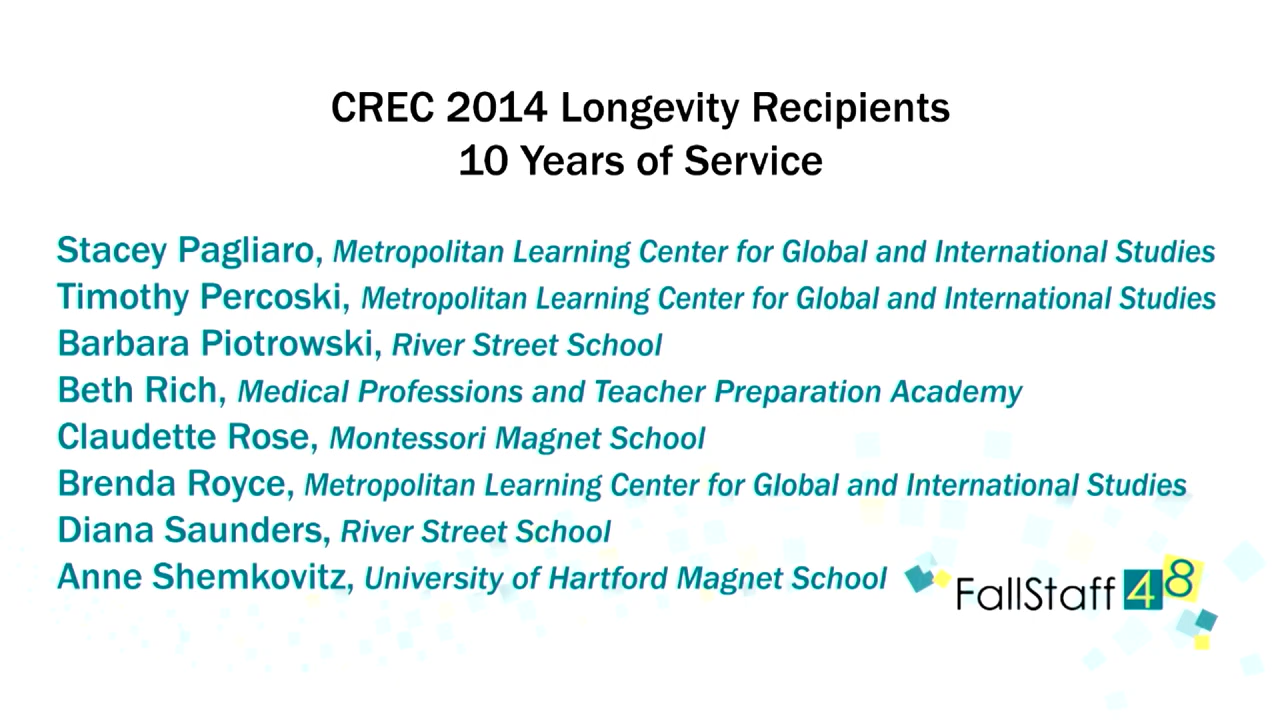 CREC 2014 Longevity Recipients
10 Years of Service
Stacey Pagliaro, Metropolitan Learning Center for Global and International Studies
Timothy Percoski, Metropolitan Learning Center for Global and International Studies
Barbara Piotrowski, River Street School
Beth Rich, Medical Professions and Teacher Preparation Academy
Claudette Rose, Montessori Magnet School
Brenda Royce, Metropolitan Learning Center for Global and International Studies
Diana Saunders, River Street School
Anne Shemkovitz, University of Hartford Magnet School
FallStaff 48